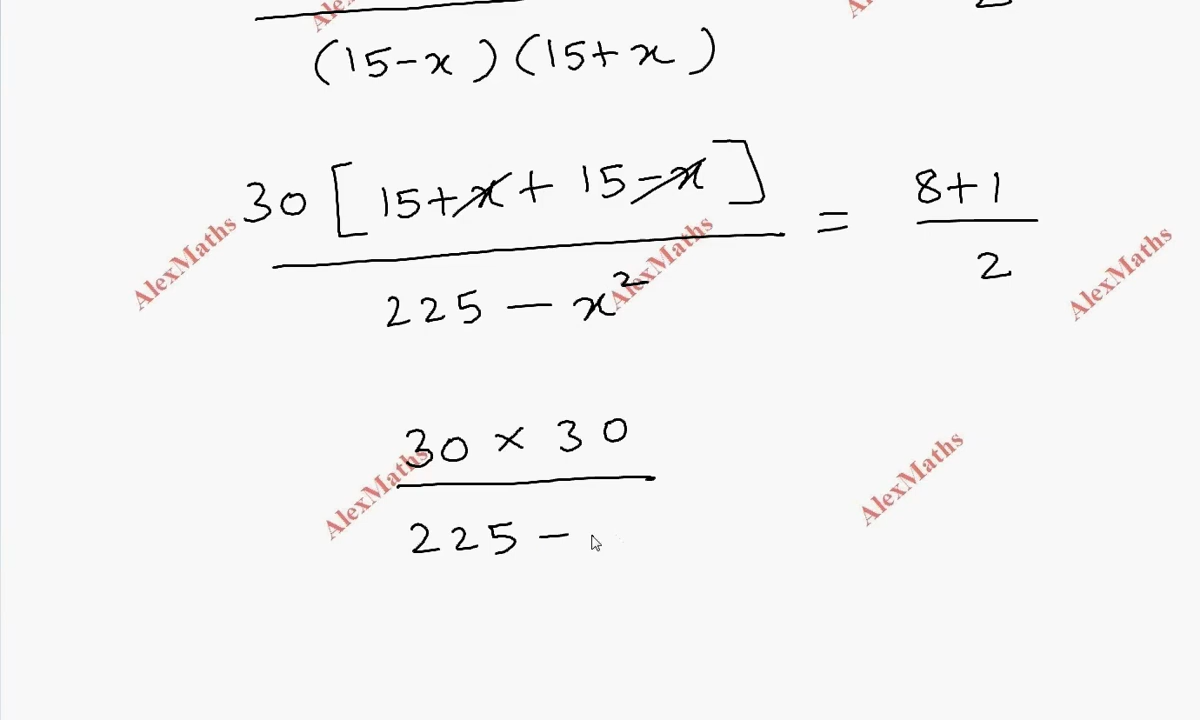 (15-x)(15+x)
30[15+x+15-x] = 8+1
225-x² 2
30×30
225-
AlexMaths
AlexMaths
AlexMaths
AlexMaths
AlexMaths